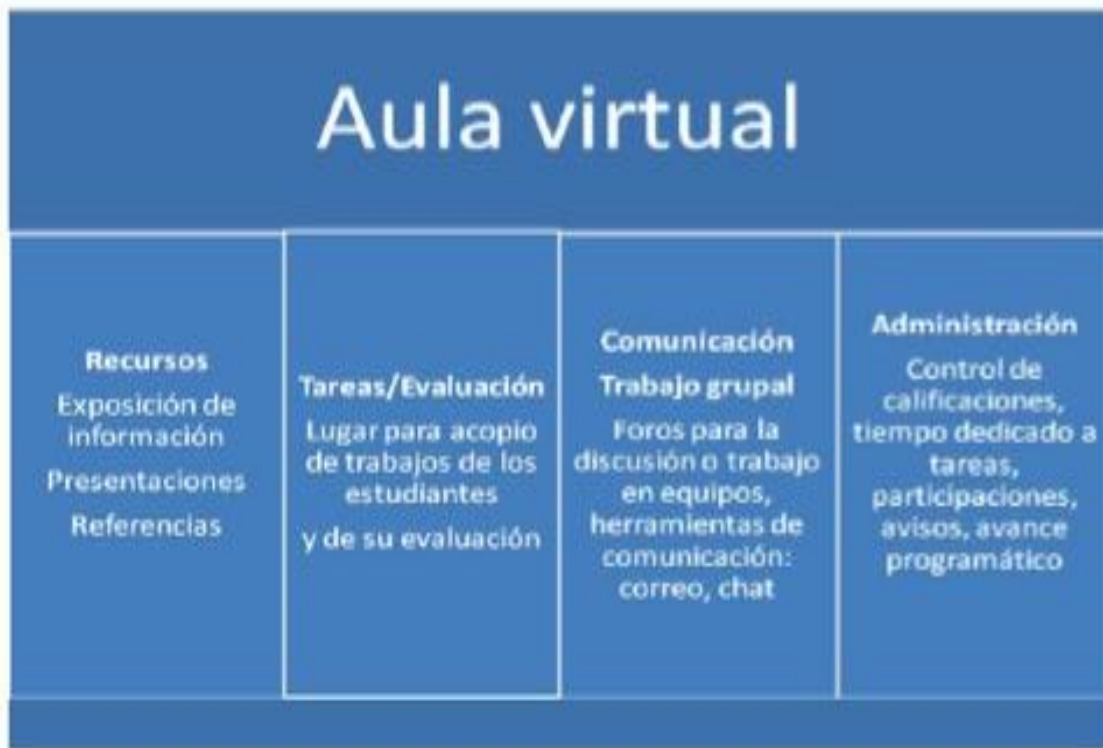 Aula virtual
Recursos
Exposición de
información
Presentaciones
Referencias
Tareas/Evaluación
Lugar para acopio
de trabajos de los
estudiantes
y de su evaluación
Comunicación
Trabajo grupal
Foros para la
discusión o trabajo
en equipos,
herramientas de
comunicación:
correo, chat
Administración
Control de
calificaciones,
tiempo dedicado a
tareas,
participaciones,
avisos, avance
programático